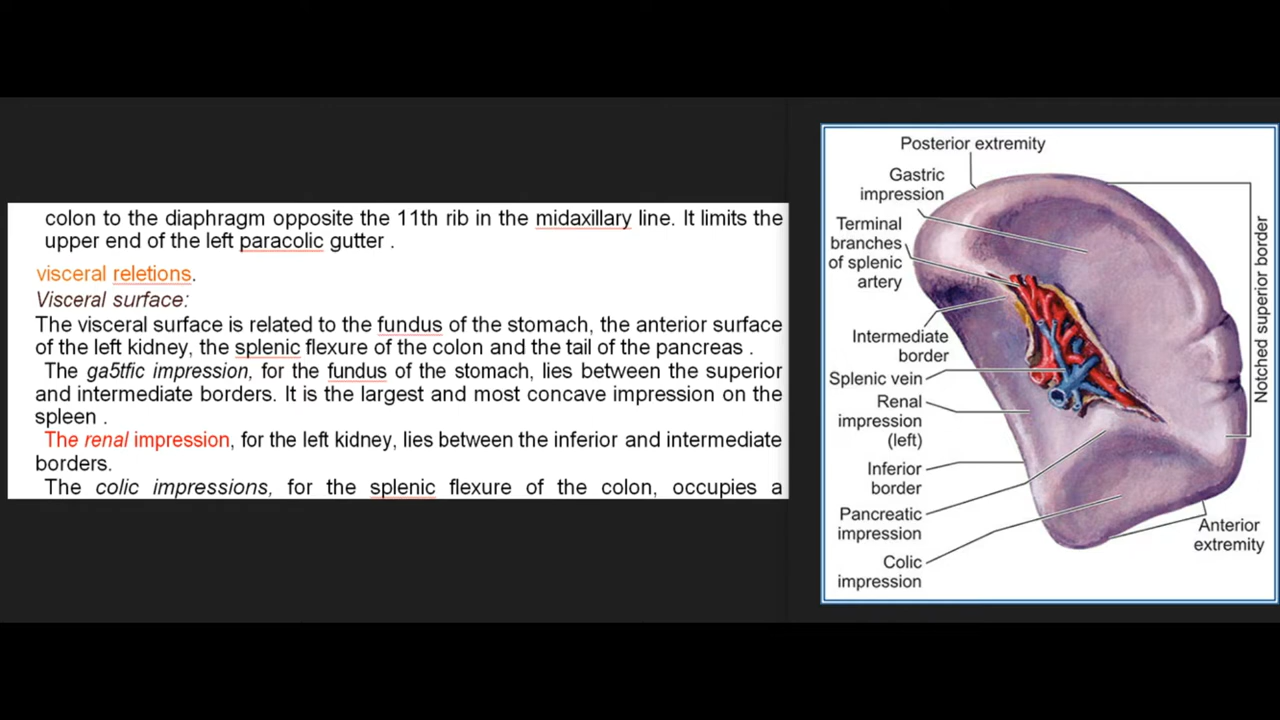 colon to the diaphragm opposite the 11th rib in the midaxillary line. It limits the
upper end of the left paracolic gutter .
visceral reletions.
Visceral surface:
The visceral surface is related to the fundus of the stomach, the anterior surface
of the left kidney, the splenic flexure of the colon and the tail of the pancreas .
The ga5tfic impression, for the fundus of the stomach, lies between the superior
and intermediate borders. It is the largest and most concave impression on the
spleen .
The renal impression, for the left kidney, lies between the inferior and intermediate
borders.
The colic impressions, for the splenic flexure of the colon, occupies a
Posterior extremity
Gastric
impression
Terminal
branches
of splenic
artery
Intermediate
border
Splenic vein
Renal
impression
(left)
Inferior
border
Pancreatic
impression
Colic
impression
Notched superior border
Anterior
extremity